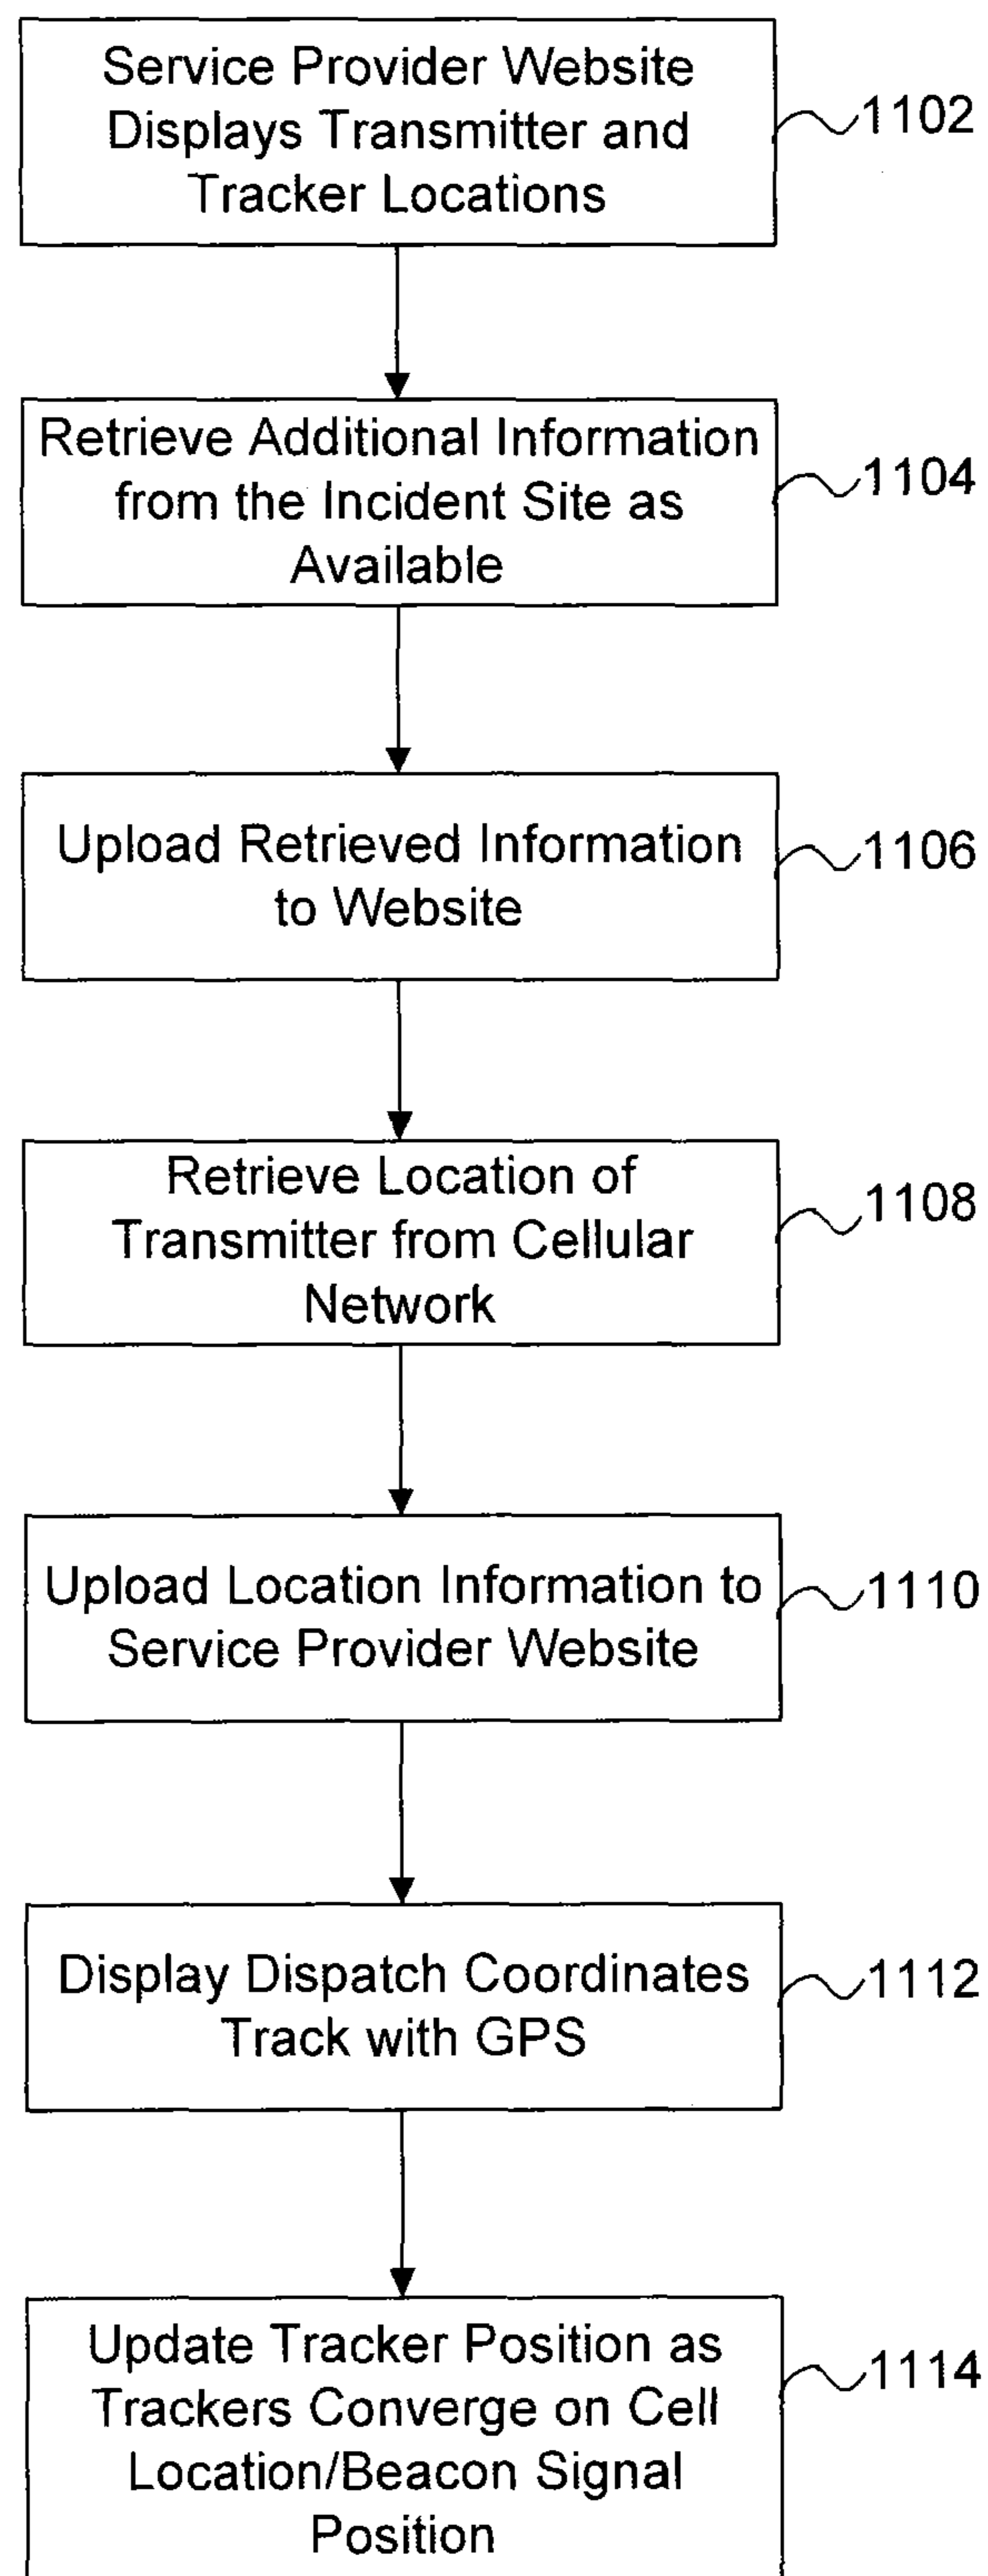 Service Provider Website
Displays Transmitter and
Tracker Locations
1102
Retrieve Additional Information
from the Incident Site as
Available
1104
Upload Retrieved Information
to Website
1106
Retrieve Location of
Transmitter from Cellular
Network
1108
Upload Location Information to
Service Provider Website
1110
Display Dispatch Coordinates
Track with GPS
1112
Update Tracker Position as
Trackers Converge on Cell
Location/Beacon Signal
Position
1114